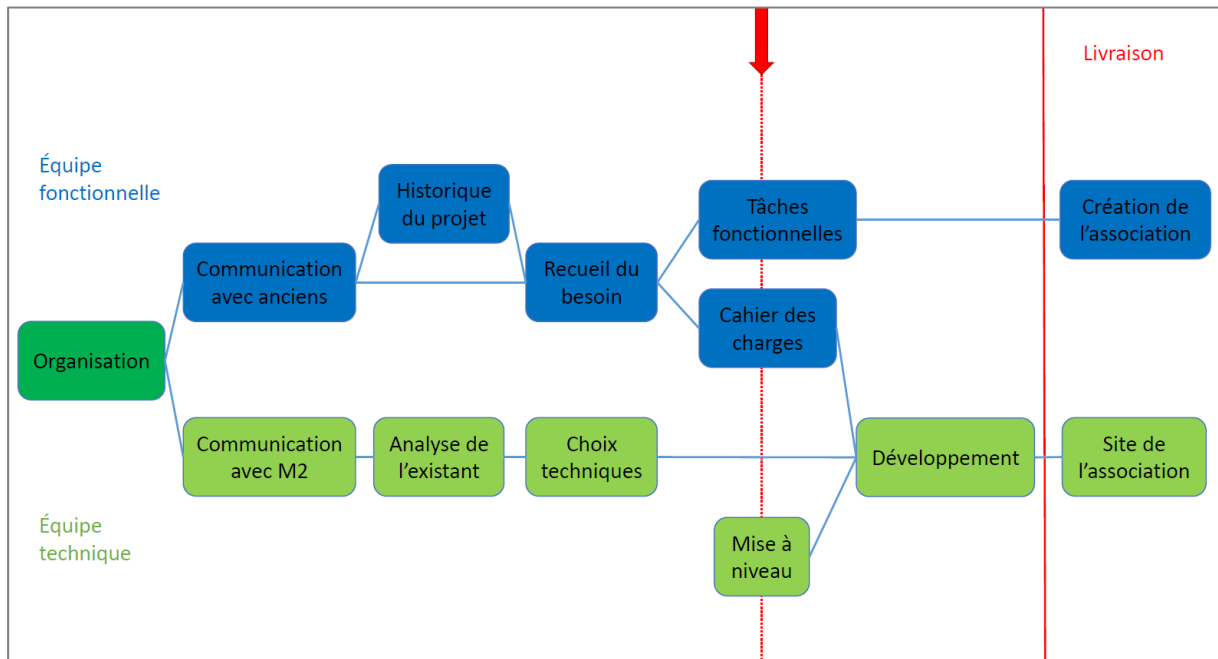 Livraison
Équipe
fonctionnelle
Historique
du projet
Tâches
fonctionnelles
Création de
l'association
Communication
avec anciens
Recueil du
besoin
Cahier des
charges
Organisation
Communication
avec M2
Analyse de
l'existant
Choix
techniques
Développement
Site de
l'association
Équipe
technique
Mise à
niveau